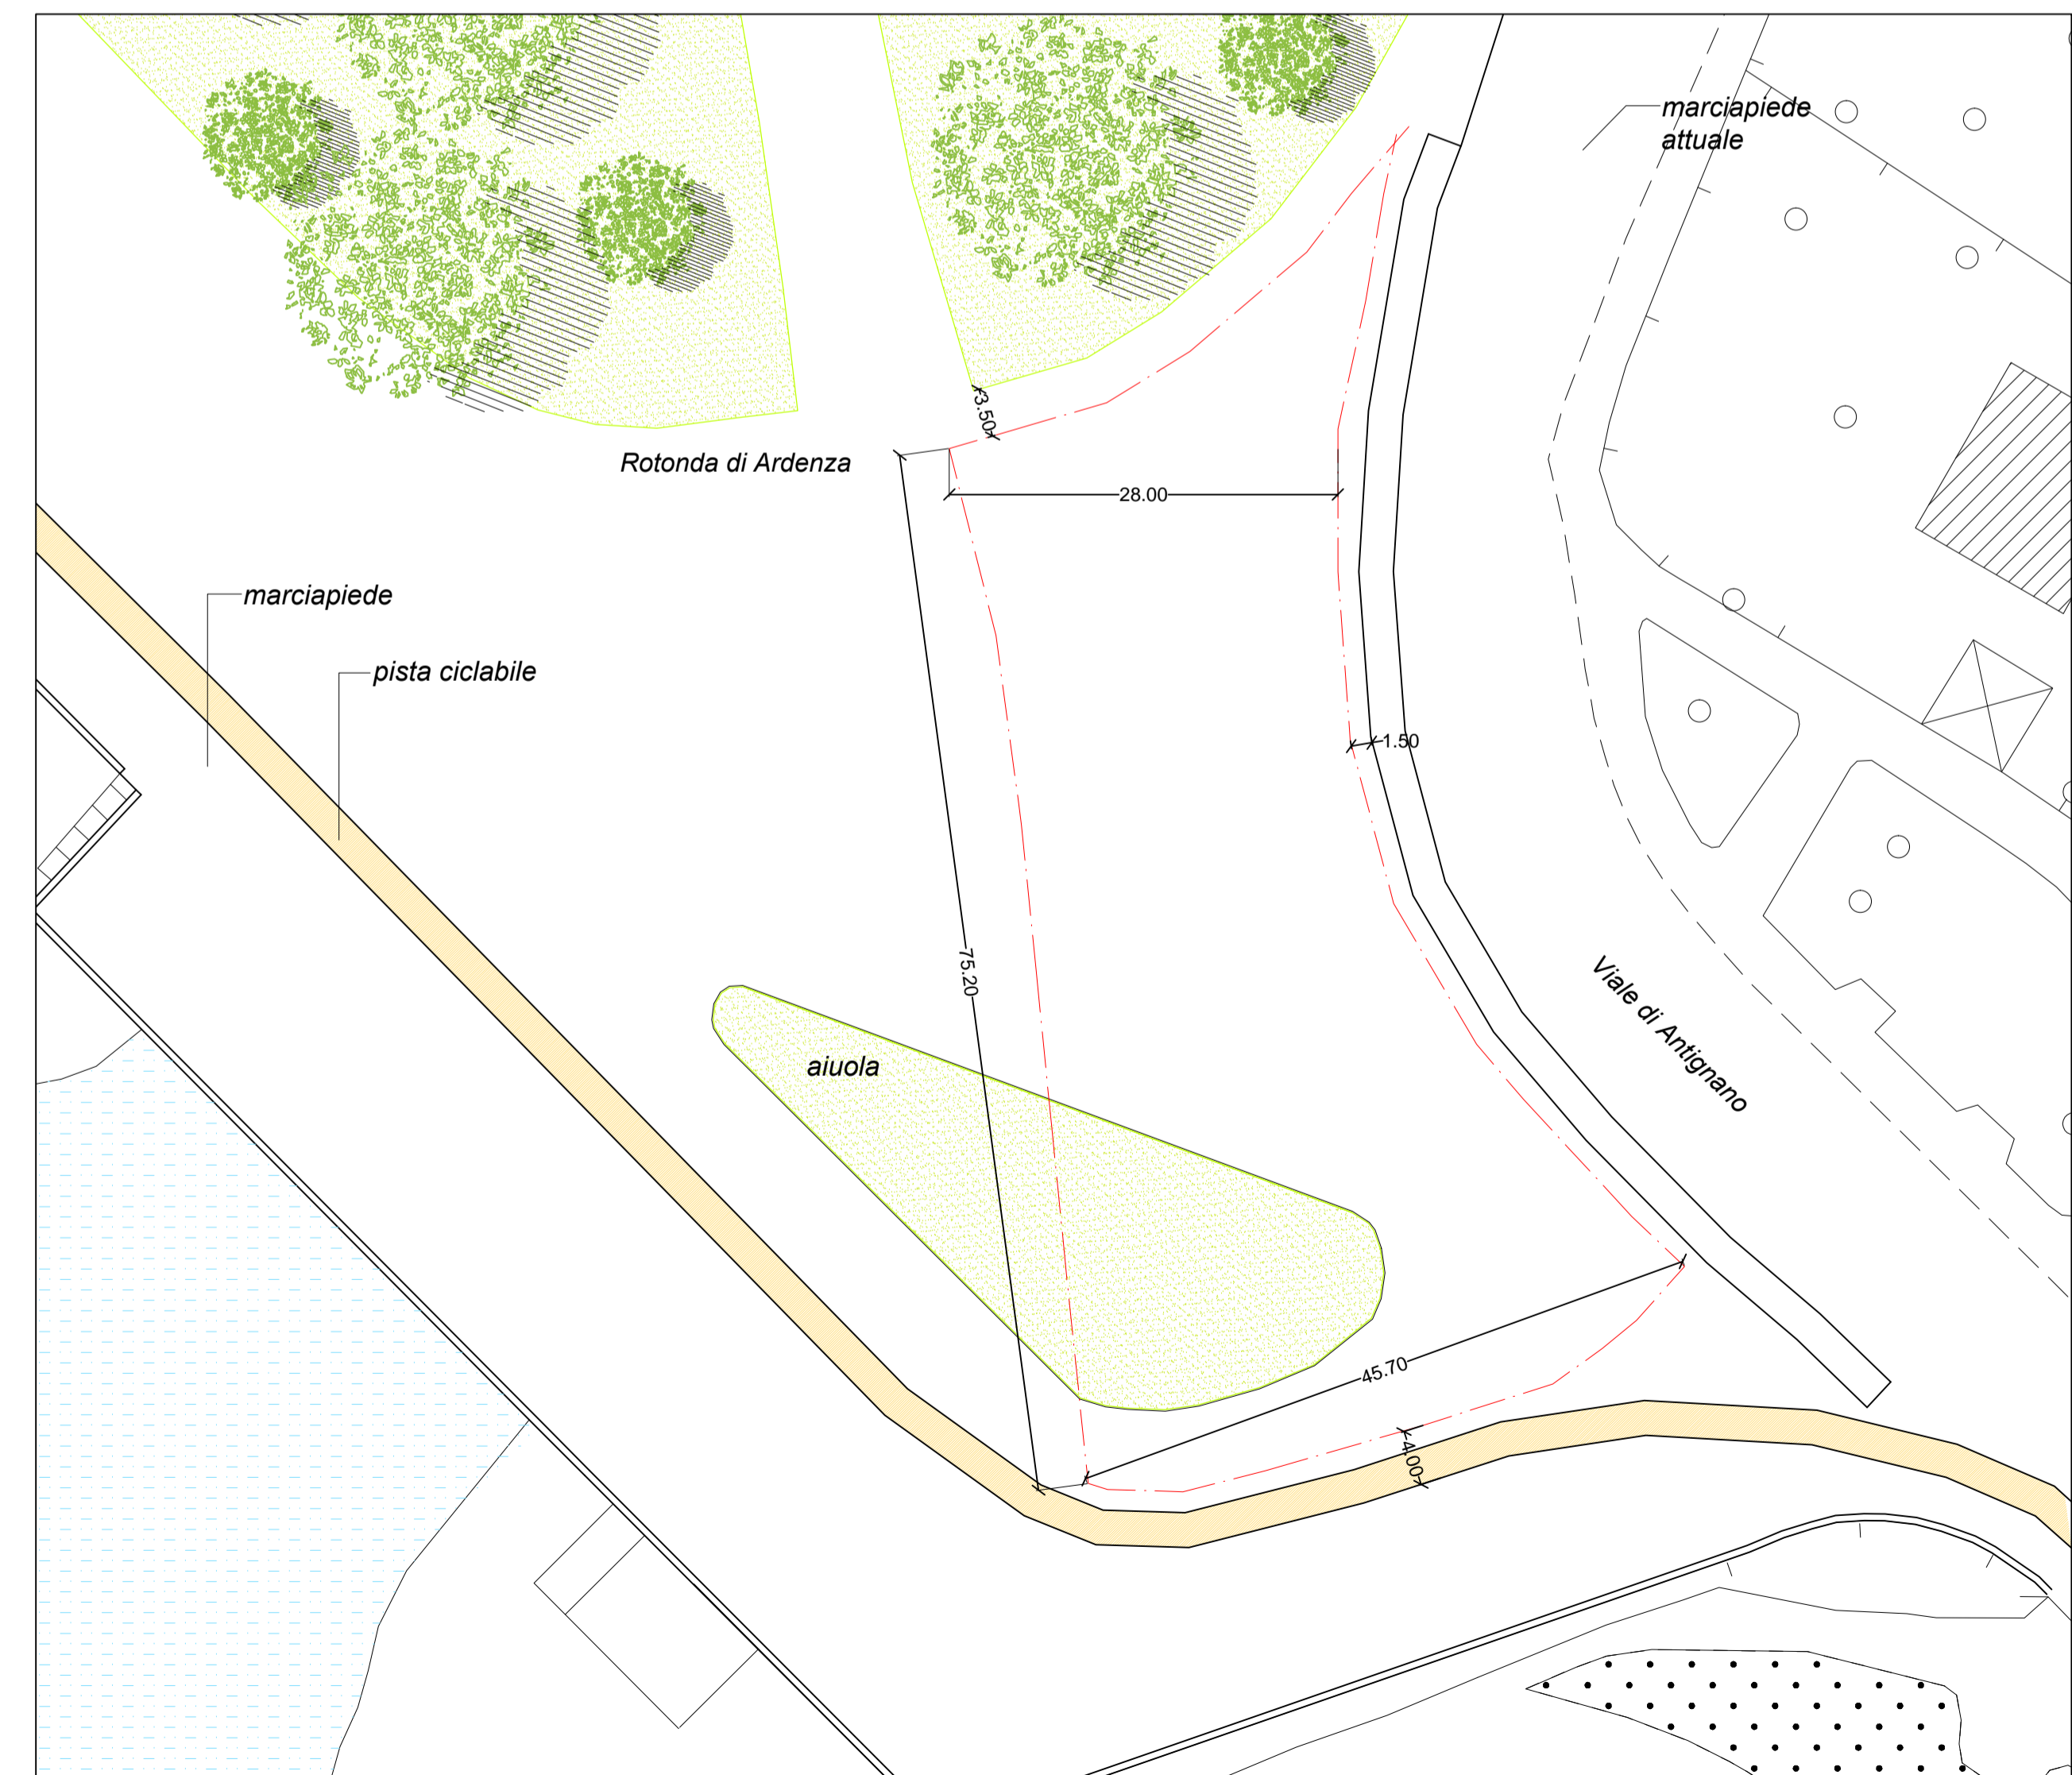 marciapiede
attuale
3.50
Rotonda di Ardenza
28.00
marciapiede
pista ciclabile
1.50
75.20
Viale di Antignano
aiuola
45.70
4.00